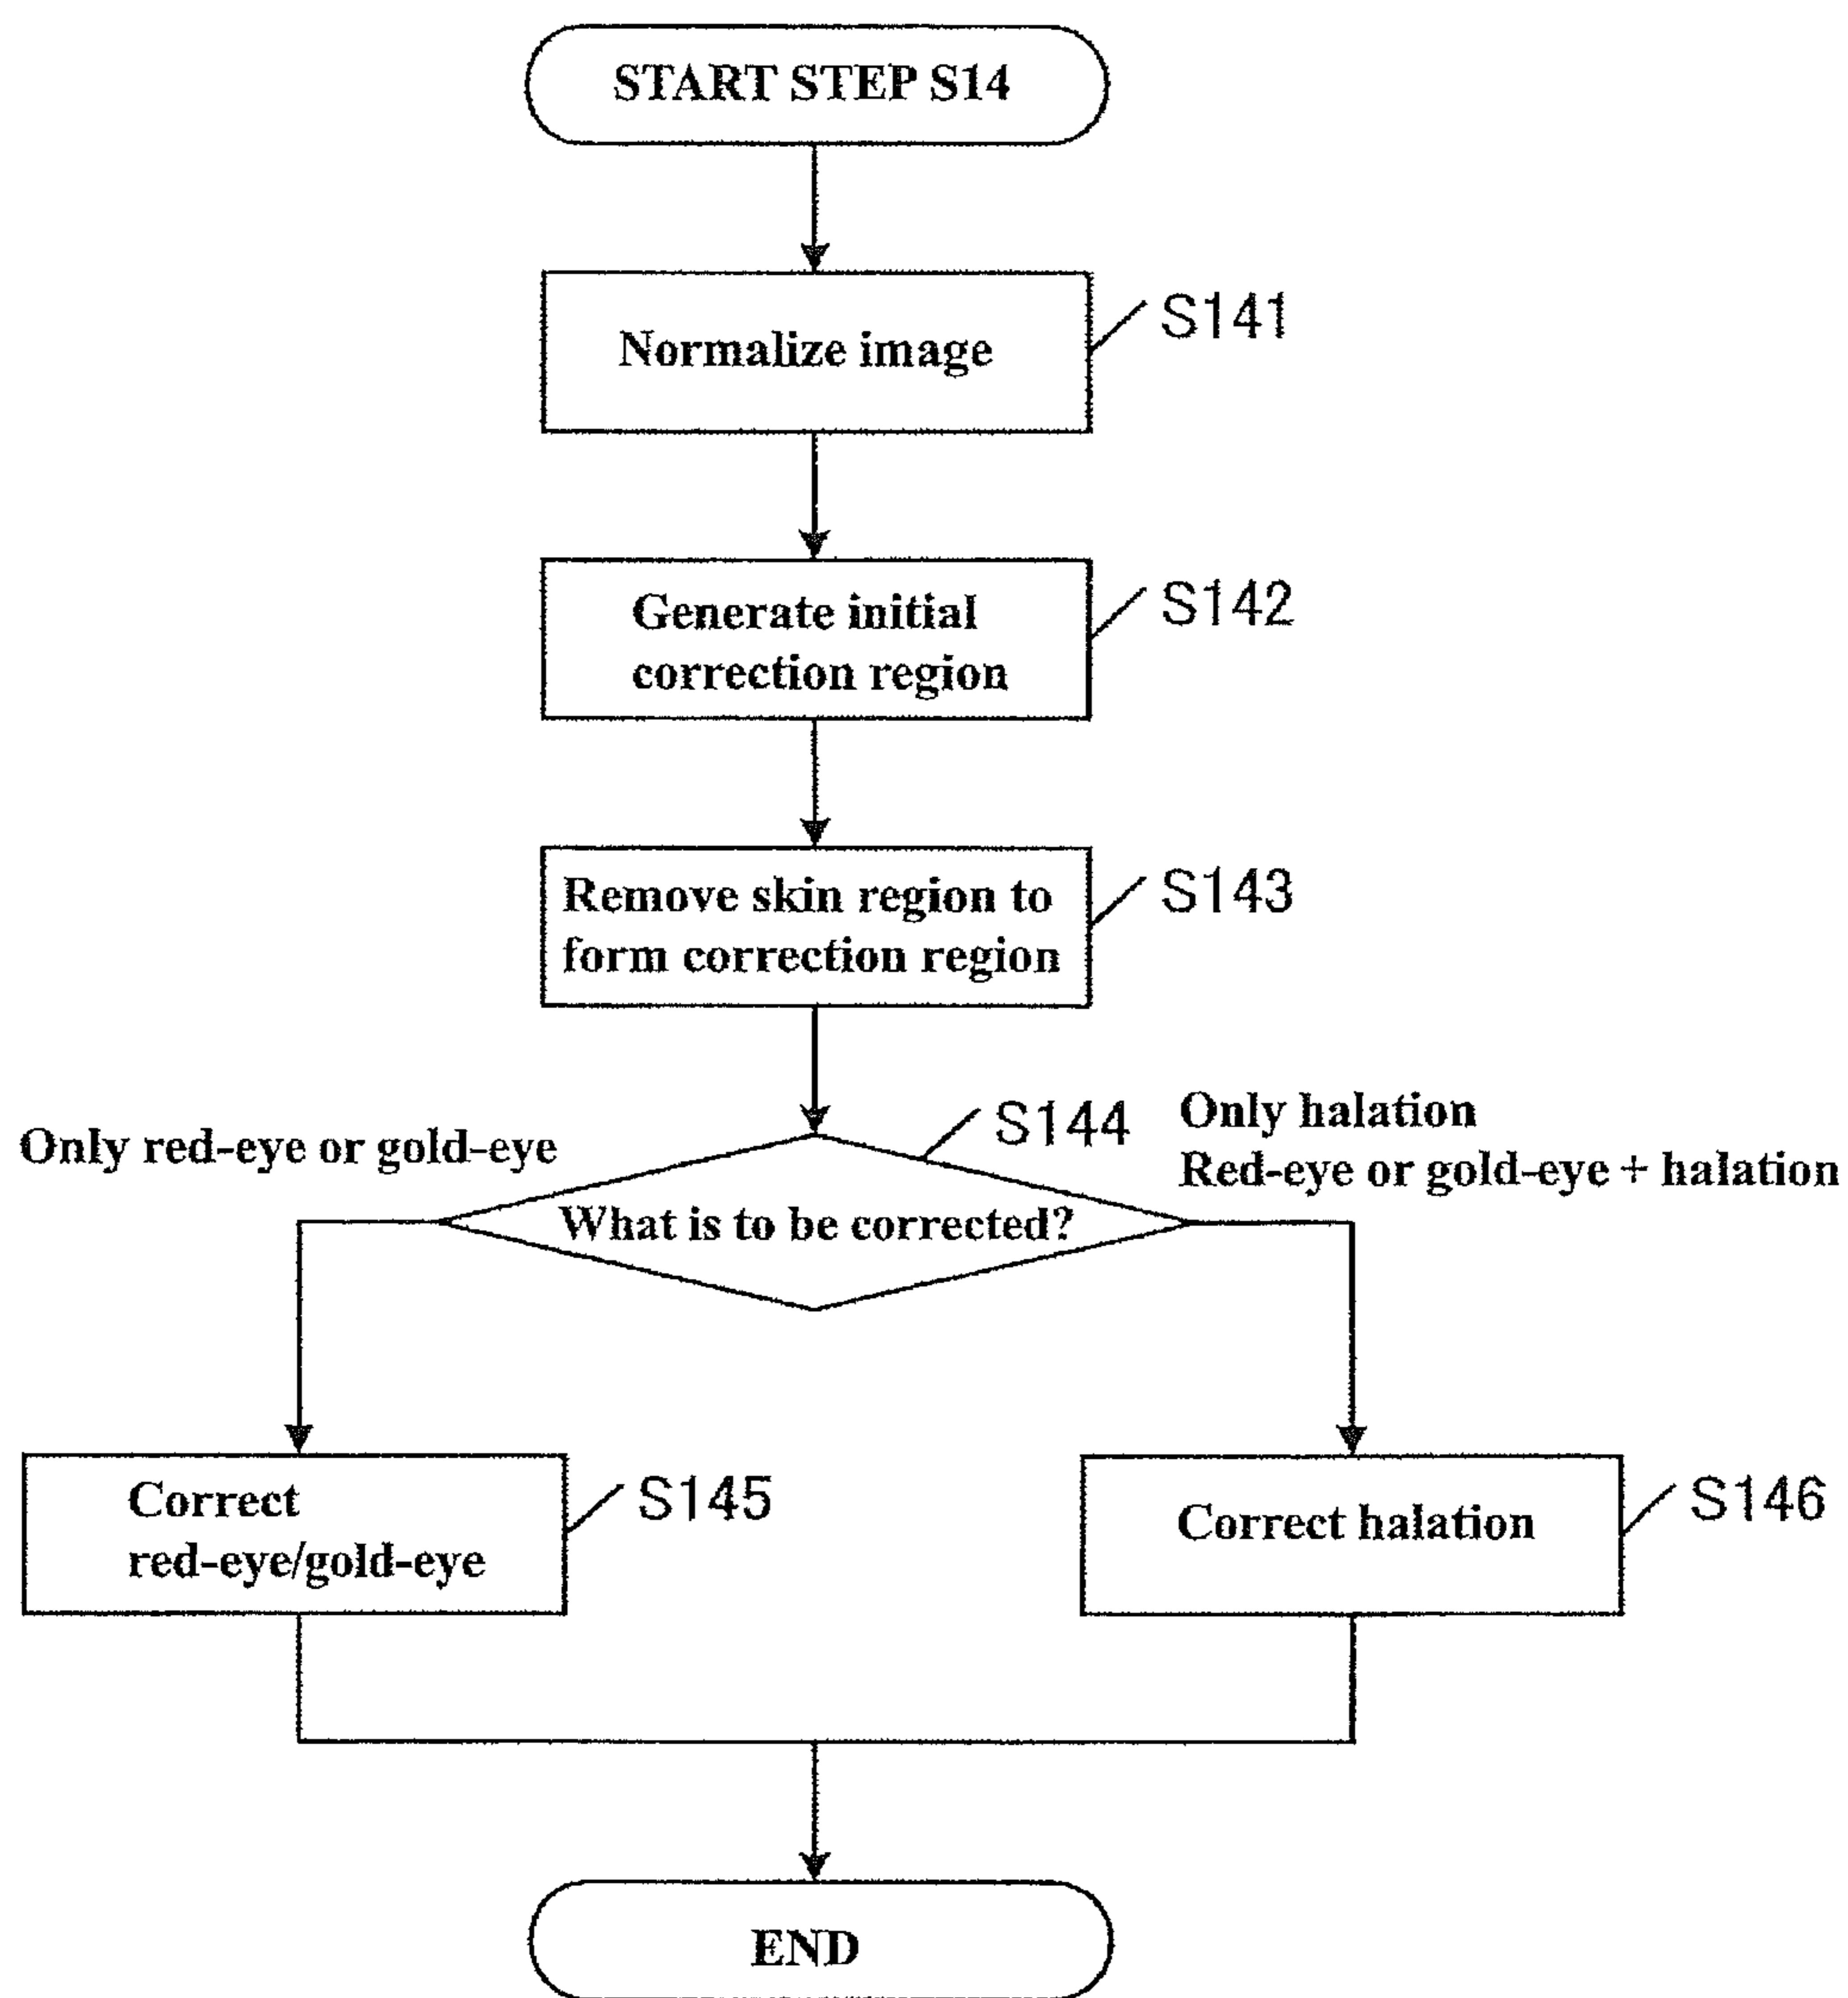 START STEP S14
Normalize image
S141
Generate initial
correction region
S142
Remove skin region to
form correction region
S143
Only red-eye or gold-eye
What is to be corrected?
S144
Only halation
Red-eye or gold-eye + halation
Correct
red-eye/gold-eye
S145
Correct halation
S146
END